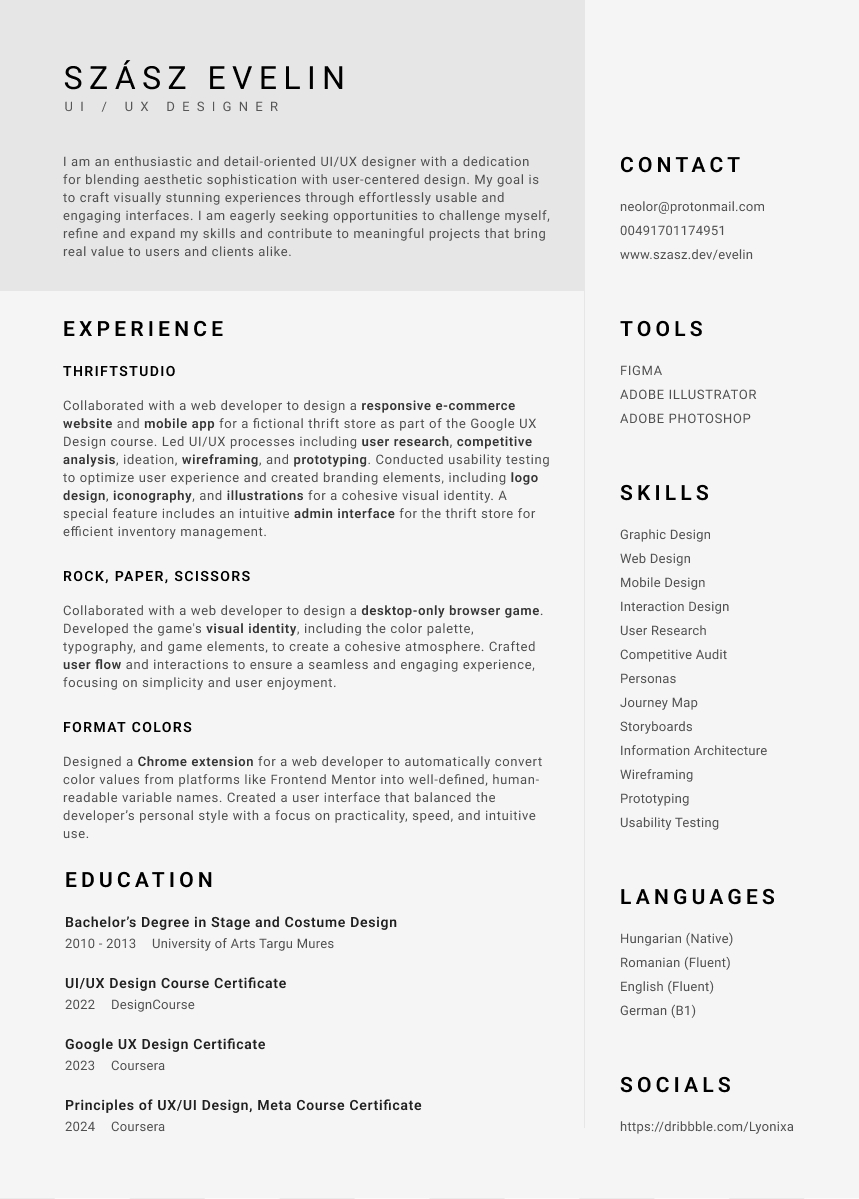 SZÁSZ EVELIN
UI / UX DESIGNER
I am an enthusiastic and detail-oriented UI/UX designer with a dedication
for blending aesthetic sophistication with user-centered design. My goal is
to craft visually stunning experiences through effortlessly usable and
engaging interfaces. I am eagerly seeking opportunities to challenge myself,
refine and expand my skills and contribute to meaningful projects that bring
real value to users and clients alike.
EXPERIENCE
THRIFTSTUDIO
Collaborated with a web developer to design a responsive e-commerce
website and mobile app for a fictional thrift store as part of the Google UX
Design course. Led UI/UX processes including user research, competitive
analysis, ideation, wireframing, and prototyping. Conducted usability testing
to optimize user experience and created branding elements, including logo
design, iconography, and illustrations for a cohesive visual identity. A
special feature includes an intuitive admin interface for the thrift store for
efficient inventory management.
ROCK, PAPER, SCISSORS
Collaborated with a web developer to design a desktop-only browser game.
Developed the game's visual identity, including the color palette,
typography, and game elements, to create a cohesive atmosphere. Crafted
user flow and interactions to ensure a seamless and engaging experience,
focusing on simplicity and user enjoyment.
FORMAT COLORS
Designed a Chrome extension for a web developer to automatically convert
color values from platforms like Frontend Mentor into well-defined, human-
readable variable names. Created a user interface that balanced the
developer’s personal style with a focus on practicality, speed, and intuitive
use.
EDUCATION
Bachelor’s Degree in Stage and Costume Design
2010 - 2013 University of Arts Targu Mures
UI/UX Design Course Certificate
2022 DesignCourse
Google UX Design Certificate
2023 Coursera
Principles of UX/UI Design, Meta Course Certificate
2024 Coursera
CONTACT
neolor@protonmail.com
00491701174951
www.szasz.dev/evelin
TOOLS
FIGMA
ADOBE ILLUSTRATOR
ADOBE PHOTOSHOP
SKILLS
Graphic Design
Web Design
Mobile Design
Interaction Design
User Research
Competitive Audit
Personas
Journey Map
Storyboards
Information Architecture
Wireframing
Prototyping
Usability Testing
LANGUAGES
Hungarian (Native)
Romanian (Fluent)
English (Fluent)
German (B1)
SOCIALS
https://dribbble.com/Lyonixa